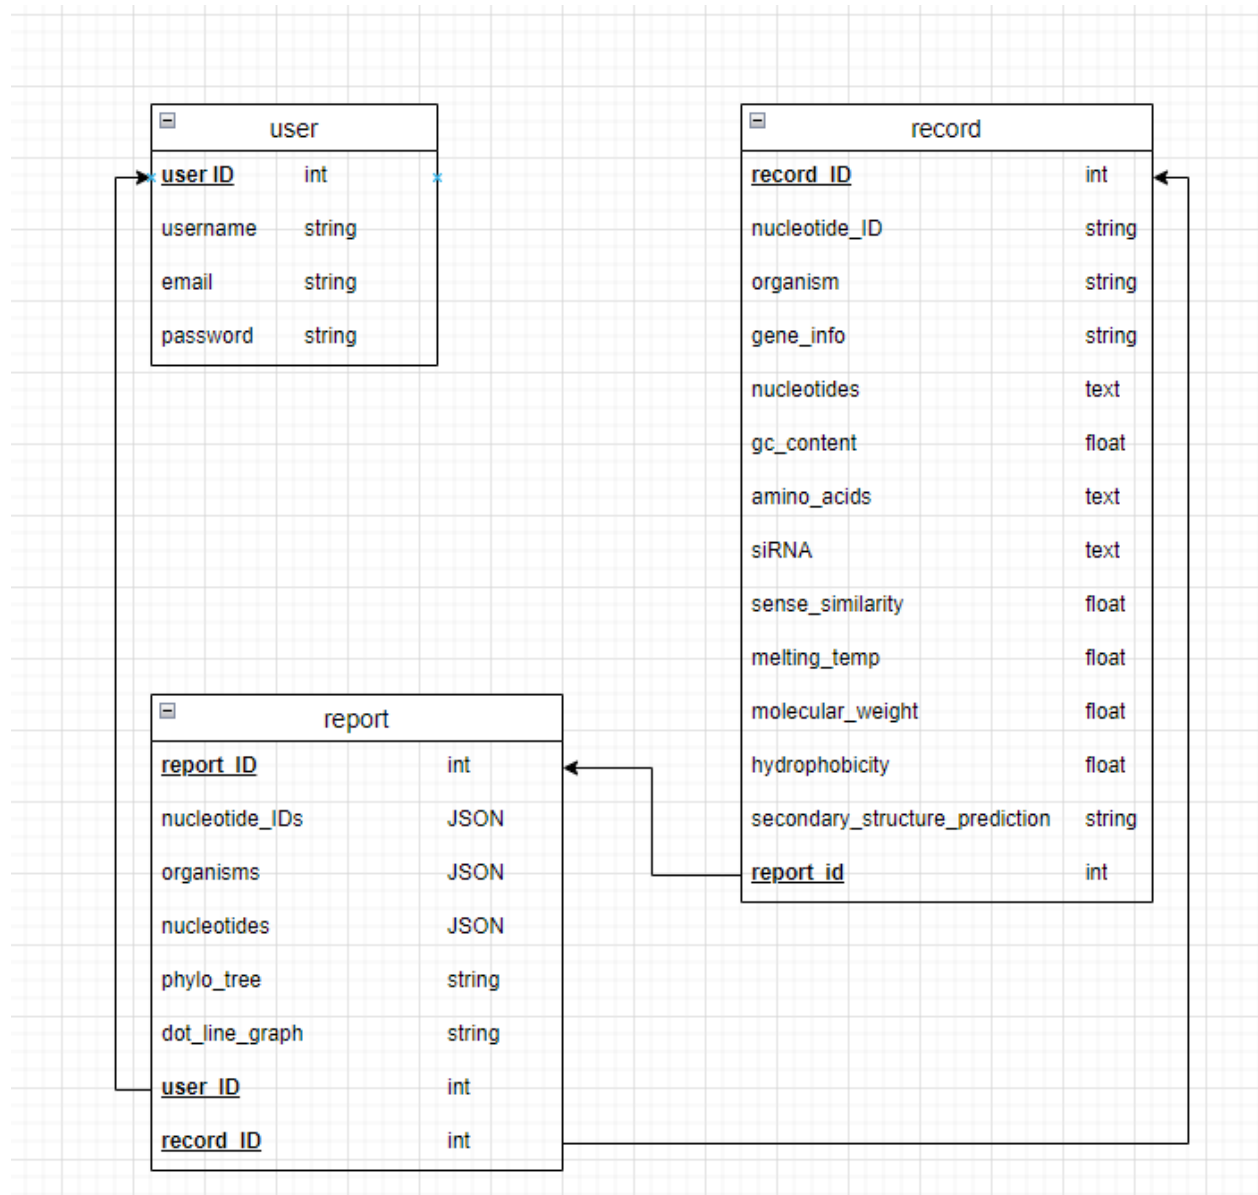 user
user ID int
username string
email string
password string
record
record_ID int
nucleotide_ID string
organism string
gene_info string
nucleotides text
gc_content float
amino_acids text
siRNA text
sense_similarity float
melting_temp float
molecular_weight float
hydrophobicity float
secondary_structure_prediction string
report_id int
report
report_ID int
nucleotide_IDs JSON
organisms JSON
nucleotides JSON
phylo_tree string
dot_line_graph string
user_ID int
record_ID int